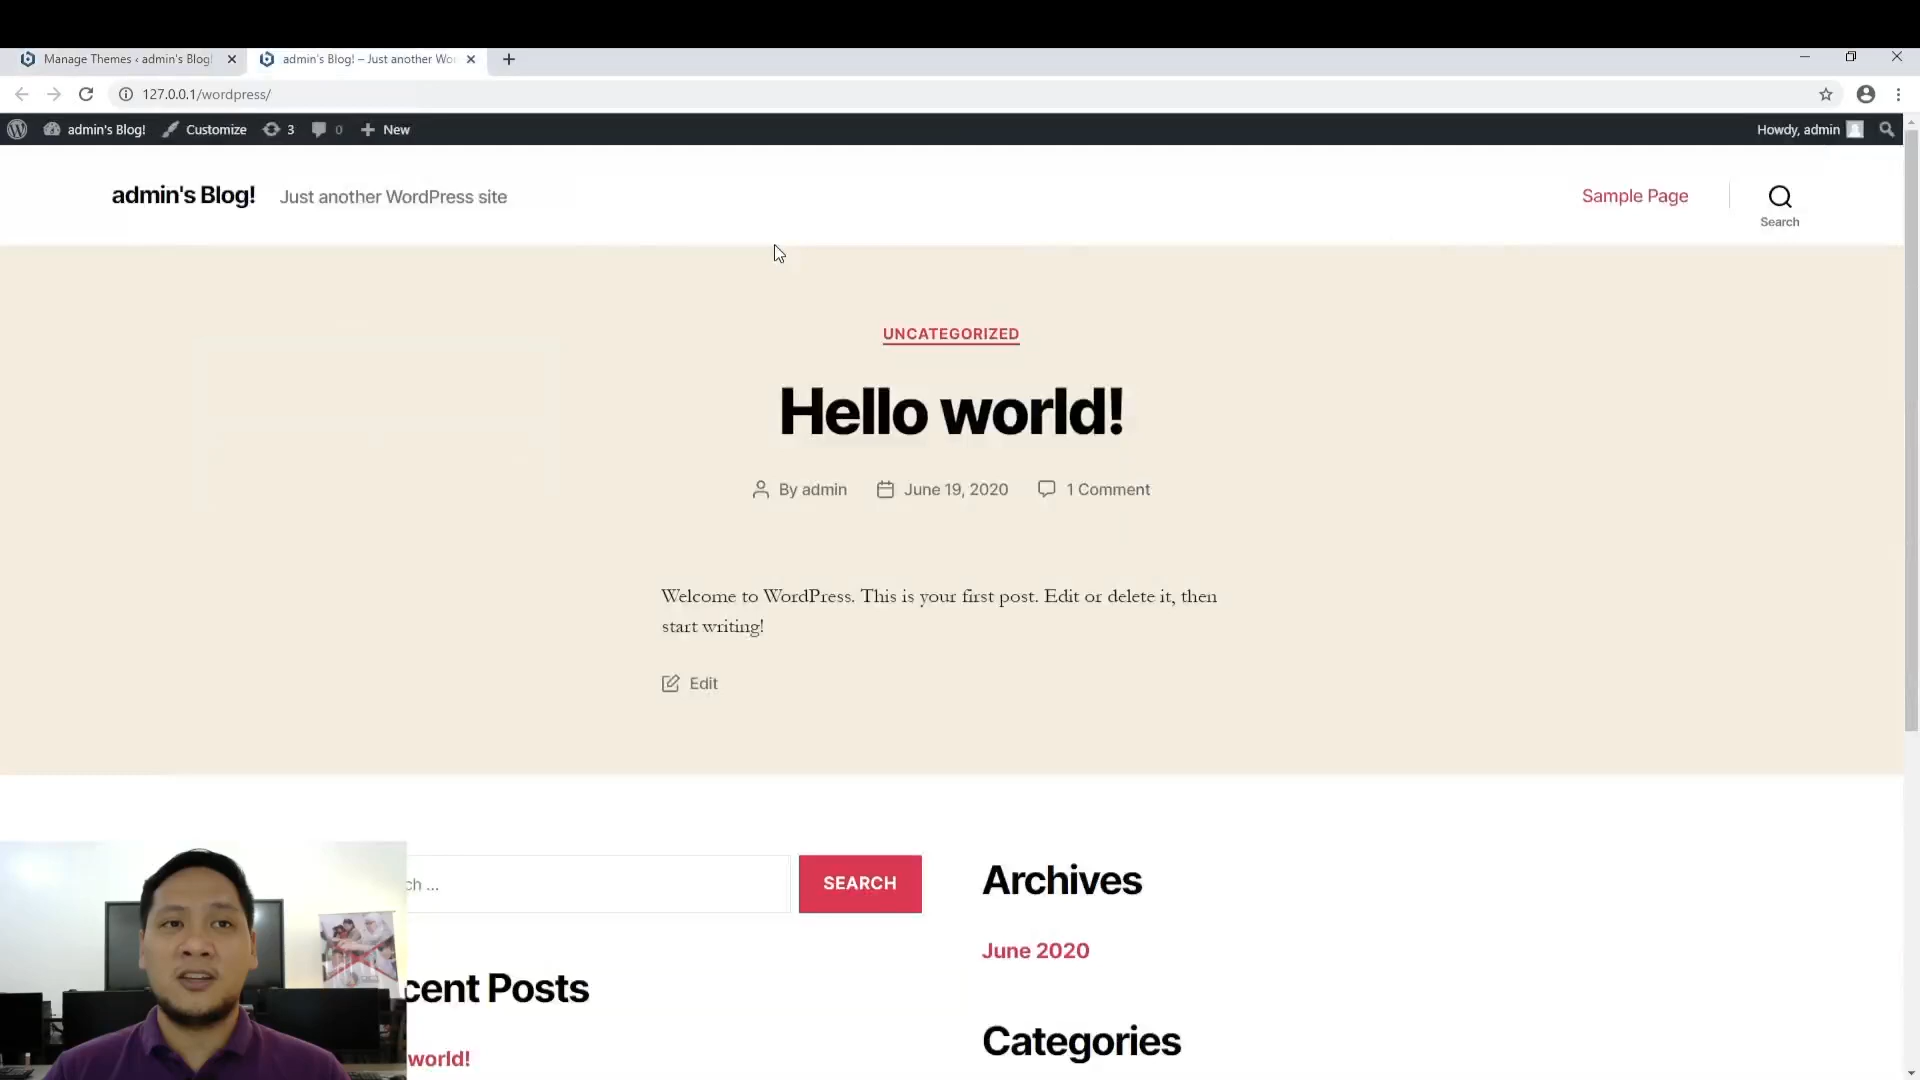 Manage Themes ‹ admin's Blog!
admin's Blog! – Just another Wo
127.0.0.1/wordpress/
admin's Blog! Customize 3 0 New Howdy, admin
admin's Blog! Just another WordPress site Sample Page
Search
UNCATEGORIZED
Hello world!
By admin June 19, 2020 1 Comment
Welcome to WordPress. This is your first post. Edit or delete it, then
start writing!
Edit
ch ... SEARCH
Archives
June 2020
cent Posts
world!
Categories